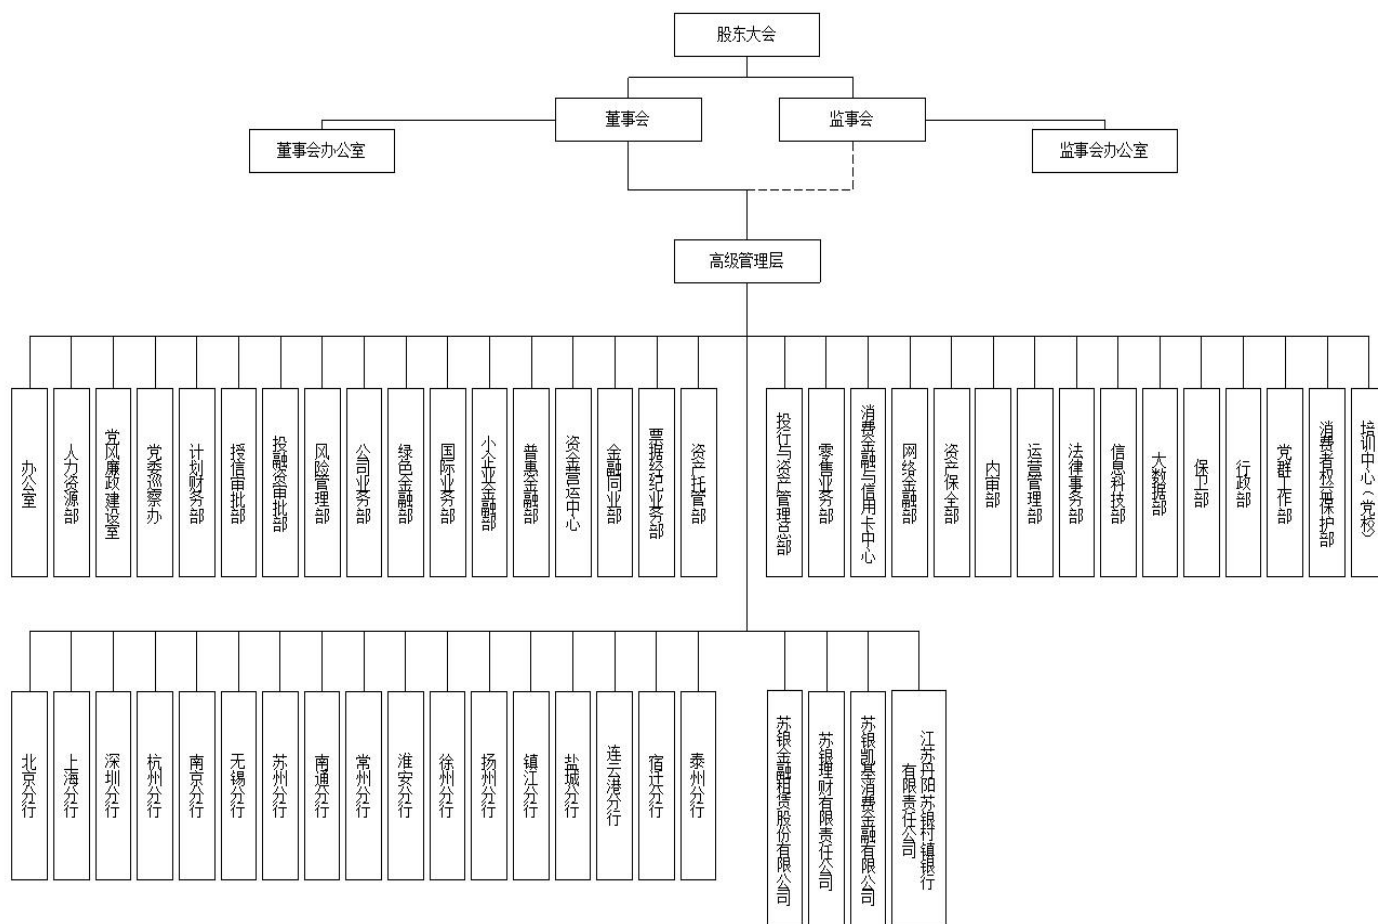 股东大会
董事会
监事会
董事会办公室
监事会办公室
高级管理层
办公室
人力资源部
党风廉政建设室
党委巡察办
计划财务部
授信审批部
投融资审批部
风险管理部
公司业务部
绿色金融部
国际业务部
小企业金融部
普惠金融部
资金营运中心
金融同业部
票据经纪业务部
资产托管部
投行与资产管理总部
零售业务部
消费金融与信用卡中心
网络金融部
资产保全部
内审部
运营管理部
法律事务部
信息科技部
大数据部
保卫部
行政部
党群工作部
消费者权益保护部
培训中心（党校）
北京分行
上海分行
深圳分行
杭州分行
南京分行
无锡分行
苏州分行
南通分行
常州分行
淮安分行
徐州分行
扬州分行
镇江分行
盐城分行
连云港分行
宿迁分行
泰州分行
苏银金融租赁股份有限公司
苏银理财有限责任公司
苏银凯基消费金融有限公司
江苏丹阳苏银村镇银行
有限责任公司